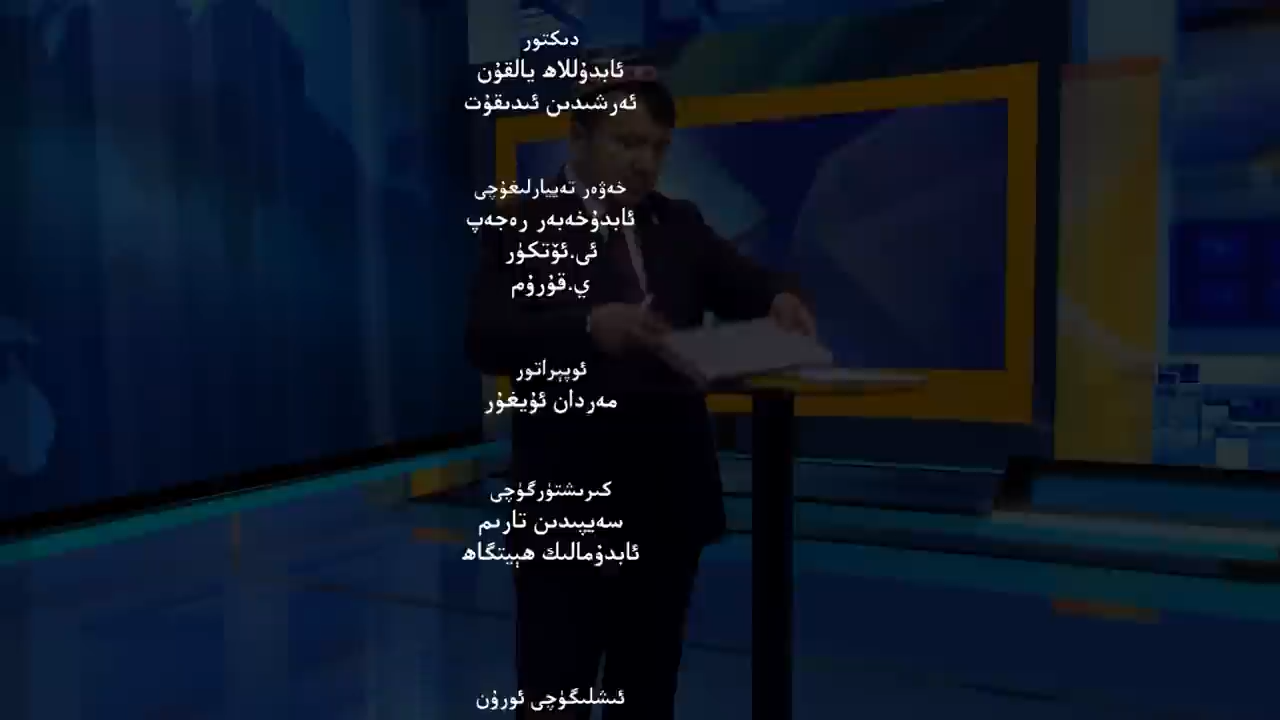 دىكتور
ئابدۇللاھ يالقۇن
ئەرشىدىن ئىدىقۇت
خەۋەر تەييارلىغۇچى
ئابدۇخەبەر رەجەپ
ئى.ئۆتكۈر
ي.قۇرۇم
ئوپېراتور
مەردان ئۇيغۇر
كىرىشتۈرگۈچى
سەيپىدىن تارىم
ئابدۇمالىك ھېيتگاھ
ئىشلىگۈچى ئورۇن